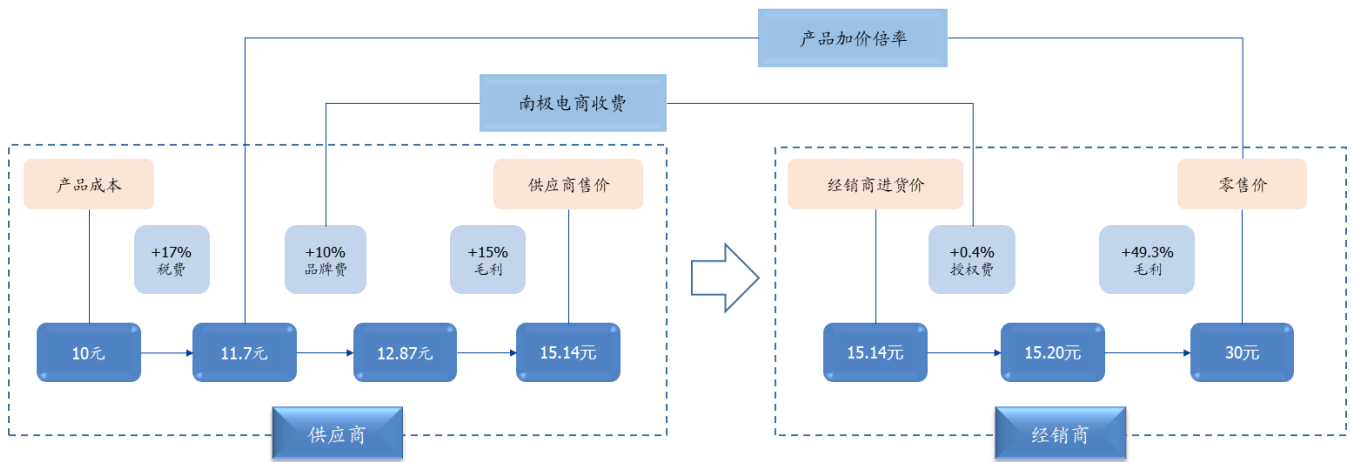 产品加价倍率
南极电商收费
产品成本
供应商售价
经销商进货价
零售价
+17%
税费
+10%
品牌费
+15%
毛利
+0.4%
授权费
+49.3%
毛利
10元
11.7元
12.87元
15.14元
15.14元
15.20元
30元
供应商
经销商